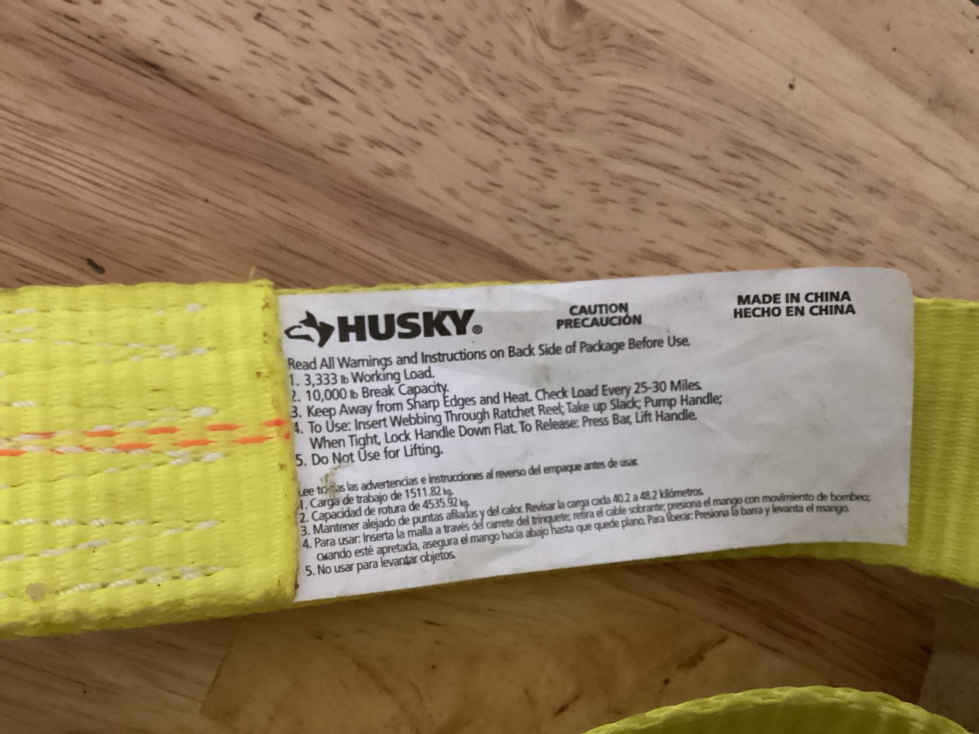 HUSKY®
CAUTION
PRECAUCIÓN
MADE IN CHINA
HECHO EN CHINA
Read All Warnings and Instructions on Back Side of Package Before Use.
1. 3,333 lb Working Load.
2. 10,000 lb Break Capacity.
3. Keep Away from Sharp Edges and Heat. Check Load Every 25-30 Miles.
4. To Use: Insert Webbing Through Ratchet Reel; Take up Slack; Pump Handle;
When Tight, Lock Handle Down Flat. To Release: Press Bar, Lift Handle.
5. Do Not Use for Lifting.
Lee todas las advertencias e instrucciones al reverso del empaque antes de usar.
1. Carga de trabajo de 1511.82 kg.
2. Capacidad de rotura de 4535.92 kg.
3. Mantener alejado de puntas afiladas y del calor. Revisar la carga cada 40.2 a 48.2 kilómetros.
4. Para usar: Inserta la malla a través del carrete del trinquete; retira el cable sobrante; presiona el mango con movimiento de bombeo;
cuando esté apretada, asegura el mango hacia abajo hasta que quede plano. Para liberar: Presiona la barra y levanta el mango.
5. No usar para levantar objetos.